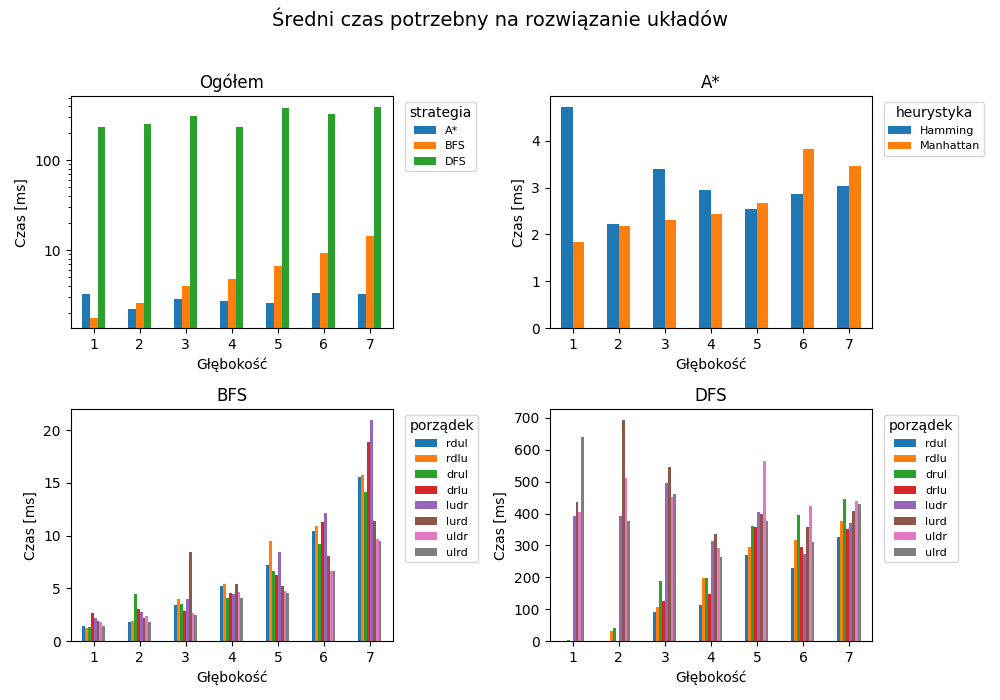 Średni czas potrzebny na rozwiązanie układów
Ogółem
Czas [ms]
100
10
1 2 3 4 5 6 7
Głębokość
strategia
A*
BFS
DFS
A*
Czas [ms]
4
3
2
1
0
1 2 3 4 5 6 7
Głębokość
heurystyka
Hamming
Manhattan
BFS
Czas [ms]
20
15
10
5
0
1 2 3 4 5 6 7
Głębokość
porządek
rdul
rdlu
drul
drlu
ludr
lurd
uldr
ulrd
DFS
Czas [ms]
700
600
500
400
300
200
100
0
1 2 3 4 5 6 7
Głębokość
porządek
rdul
rdlu
drul
drlu
ludr
lurd
uldr
ulrd